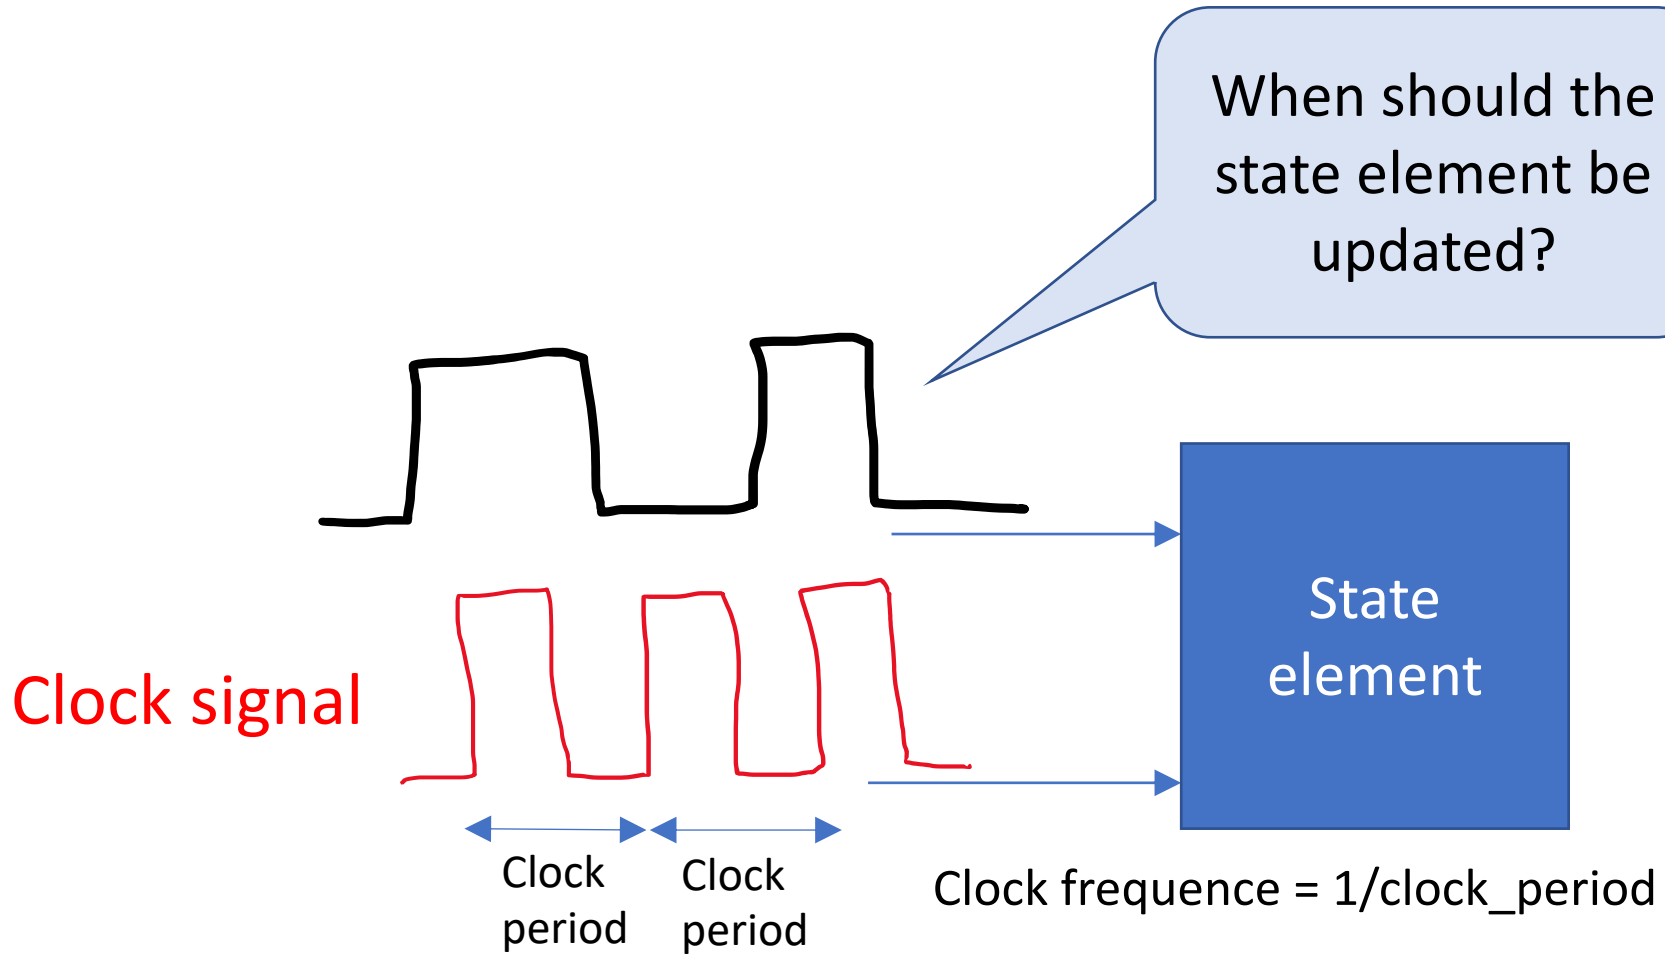 When should the
state element be
updated?
State
element
Clock signal
Clock
period
Clock
period
Clock frequence = 1/clock_period